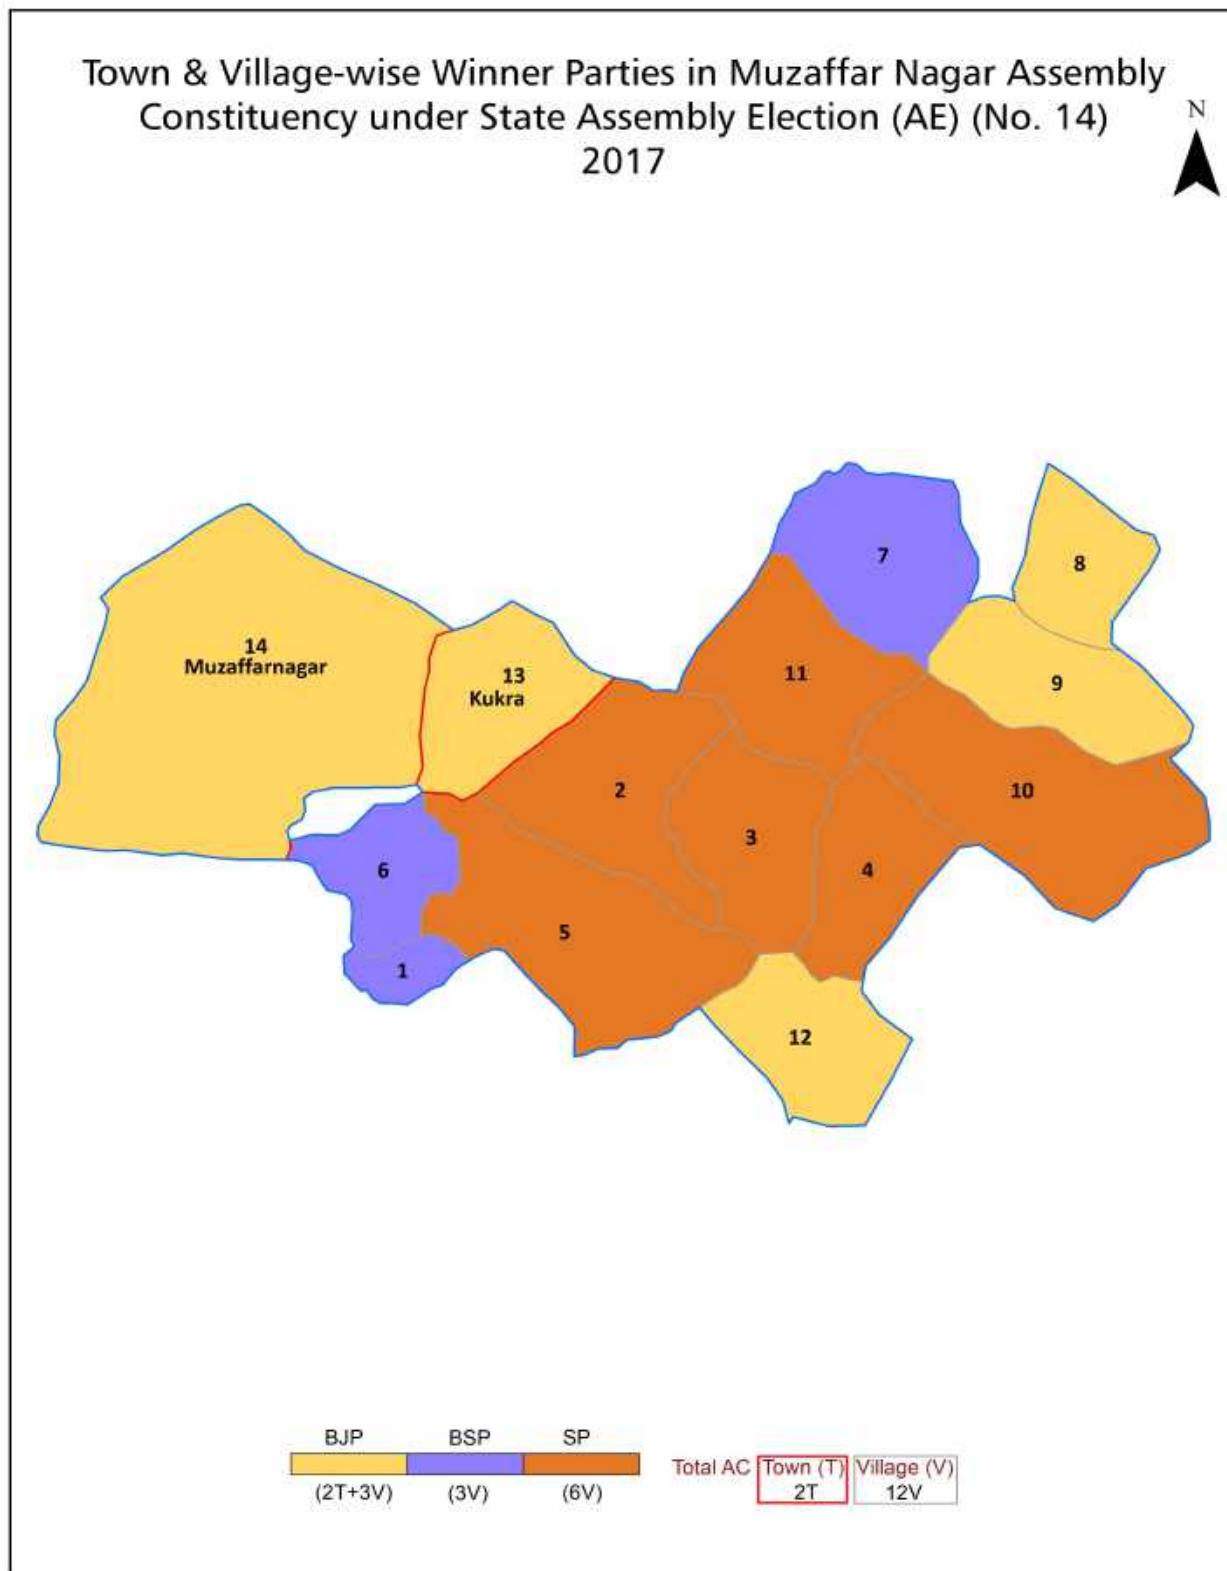 Town & Village-wise Winner Parties in Muzaffar Nagar Assembly
Constituency under State Assembly Election (AE) (No. 14)
2017
N
7
8
14
Muzaffarnagar
13
Kukra
11
9
2
10
3
6
4
5
1
12
BJP BSP SP
(2T+3V) (3V) (6V)
Total AC Town (T) Village (V)
2T 12V